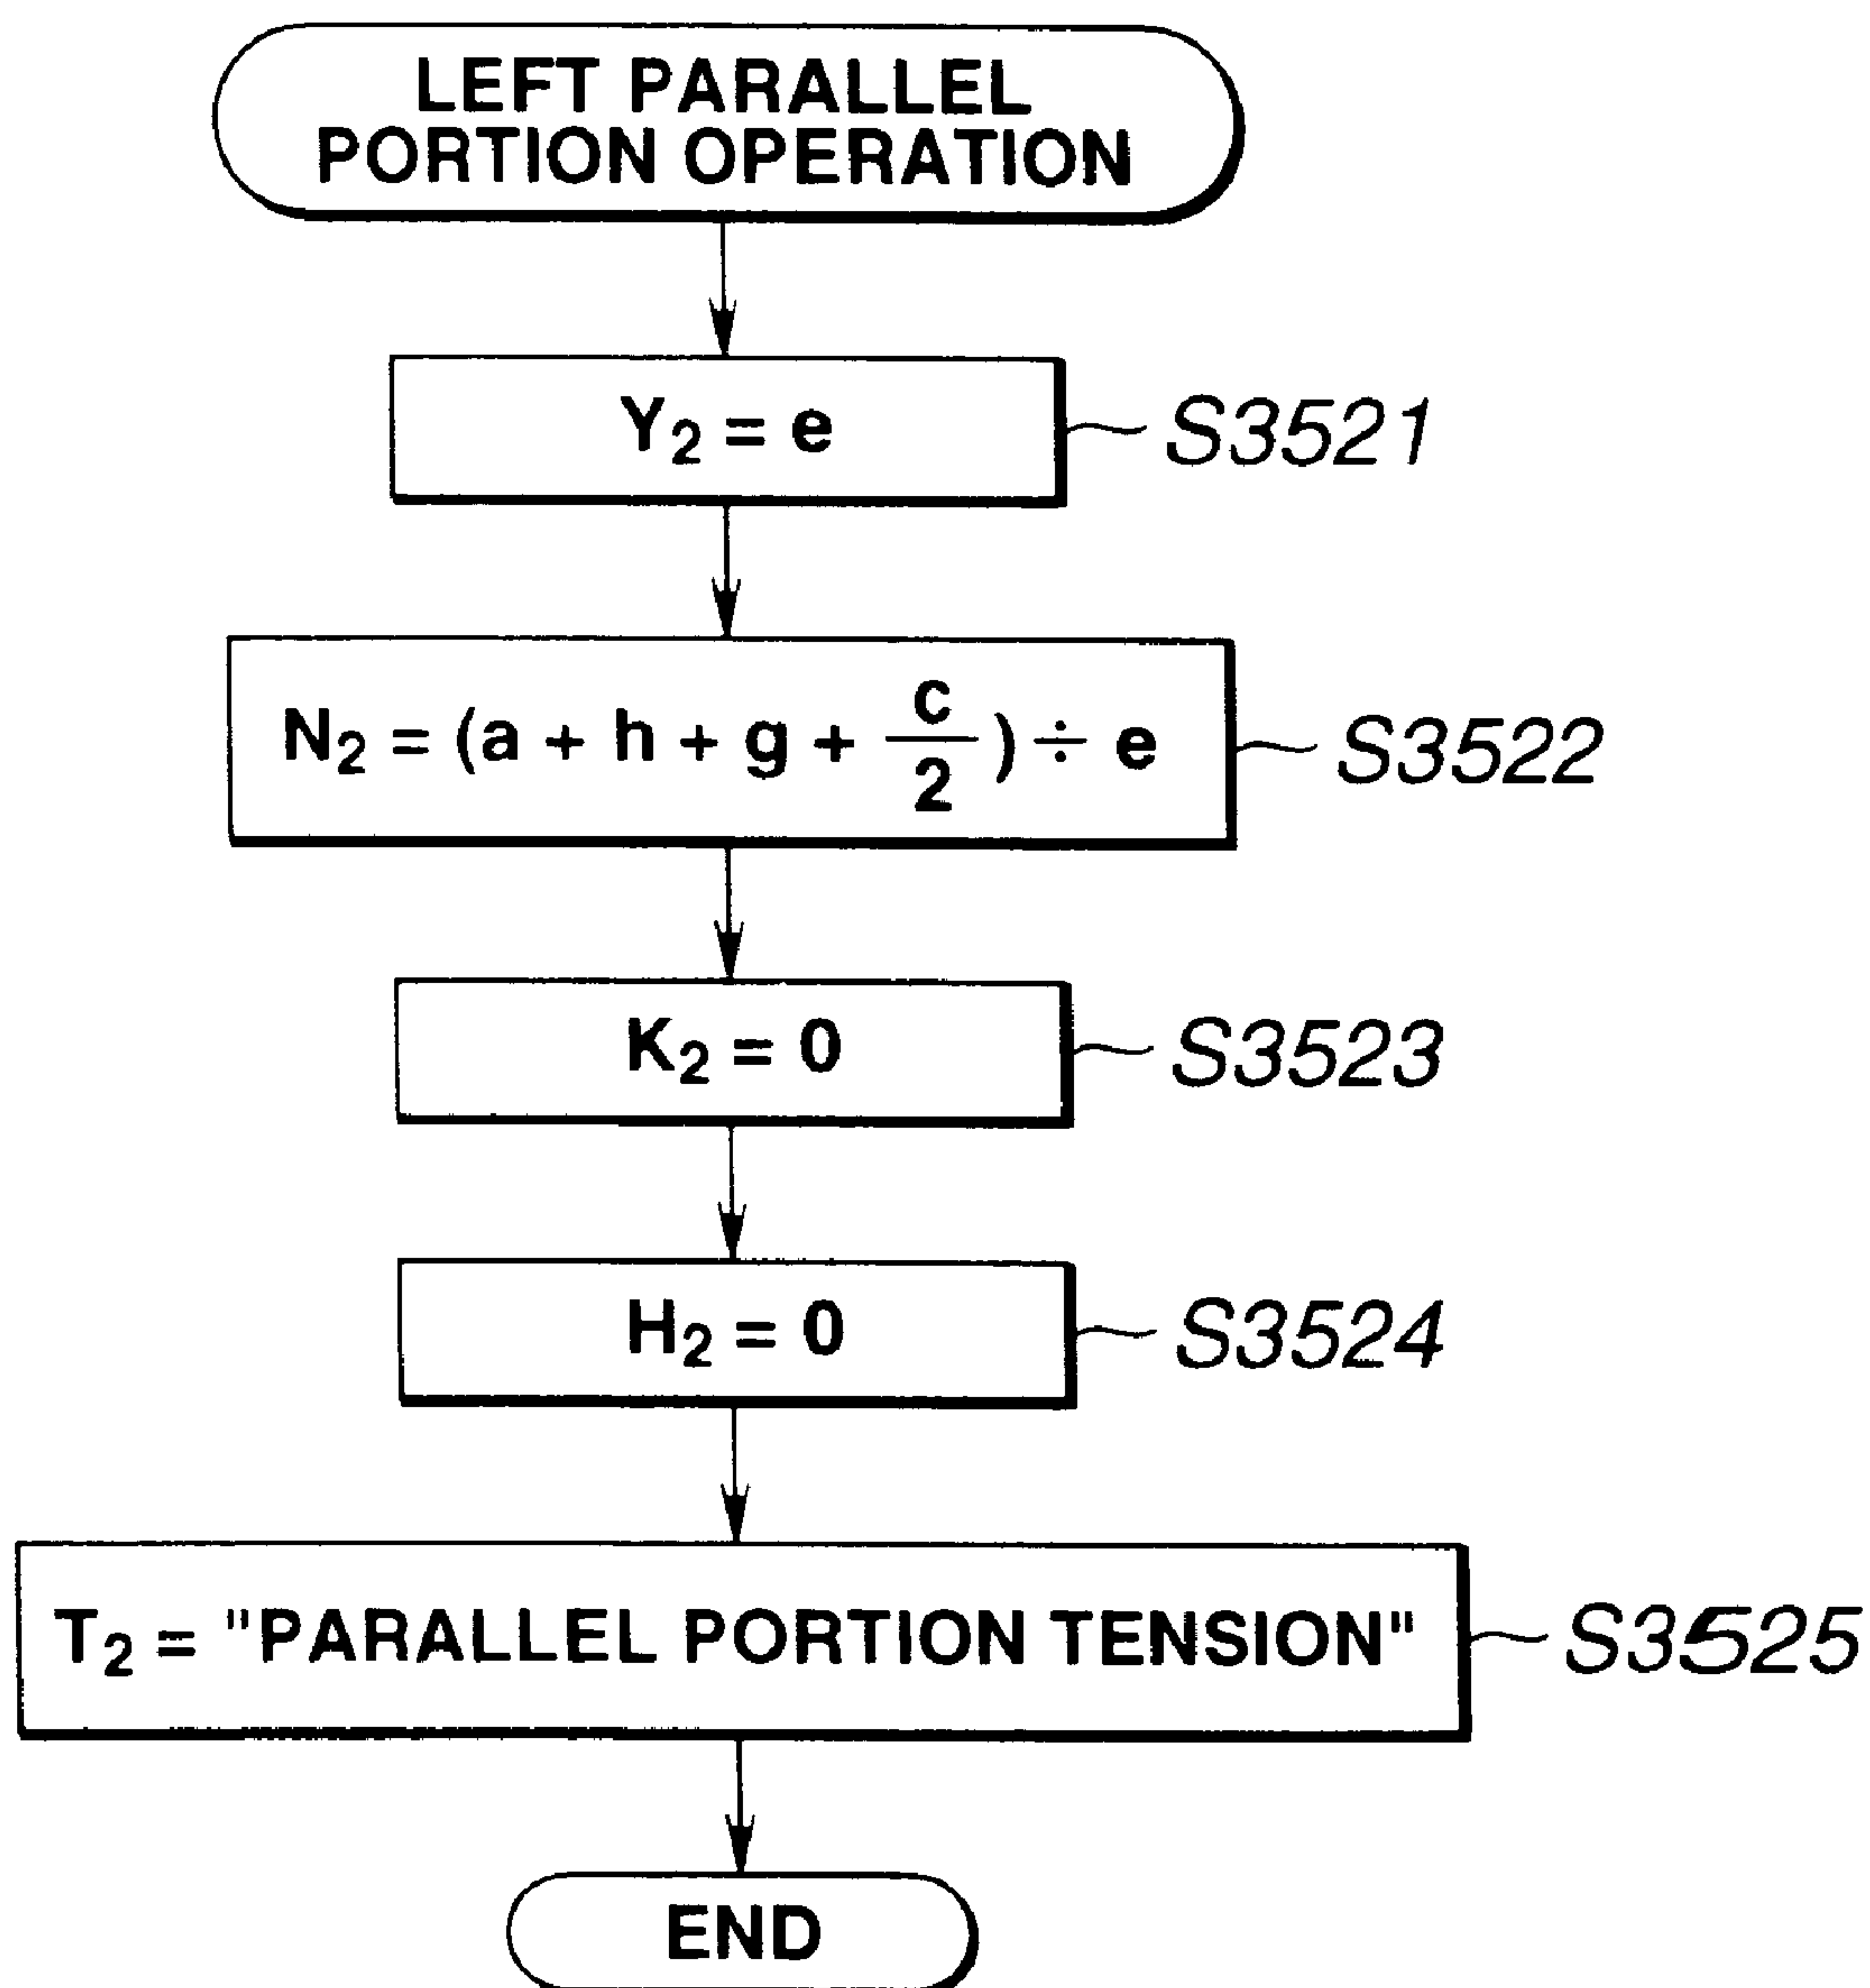 LEFT PARALLEL
PORTION OPERATION
Y₂ = e
S3521
N₂ = (a + h + g + c/2) ÷ e
S3522
K₂ = 0
S3523
H₂ = 0
S3524
T₂ = "PARALLEL PORTION TENSION"
S3525
END